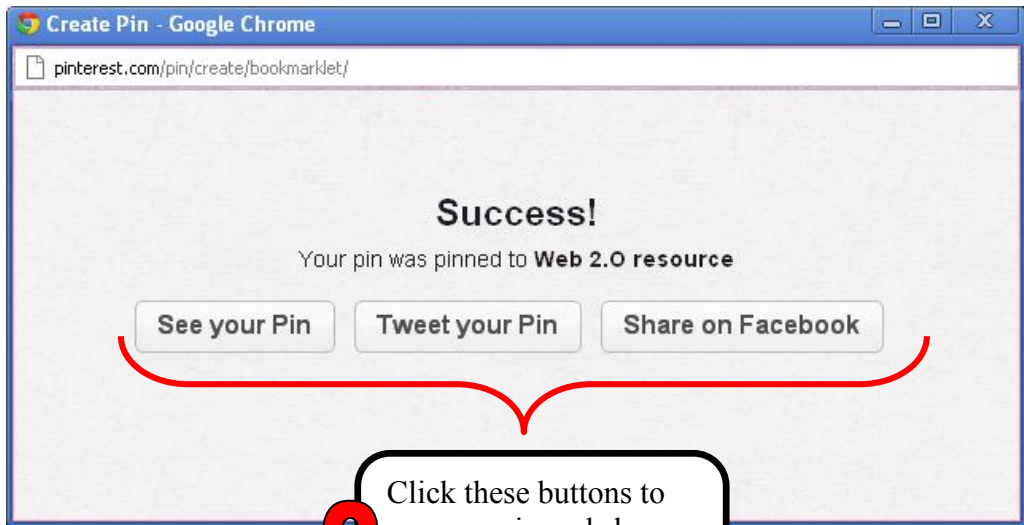 Create Pin - Google Chrome
pinterest.com/pin/create/bookmarklet/
Success!
Your pin was pinned to Web 2.O resource
See your Pin Tweet your Pin Share on Facebook
Click these buttons to